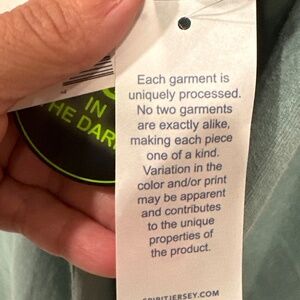 IN
THE DARK
Each garment is
uniquely processed.
No two garments
are exactly alike,
making each piece
one of a kind.
Variation in the
color and/or print
may be apparent
and contributes
to the unique
properties of
the product.
SPIRITJERSEY.COM